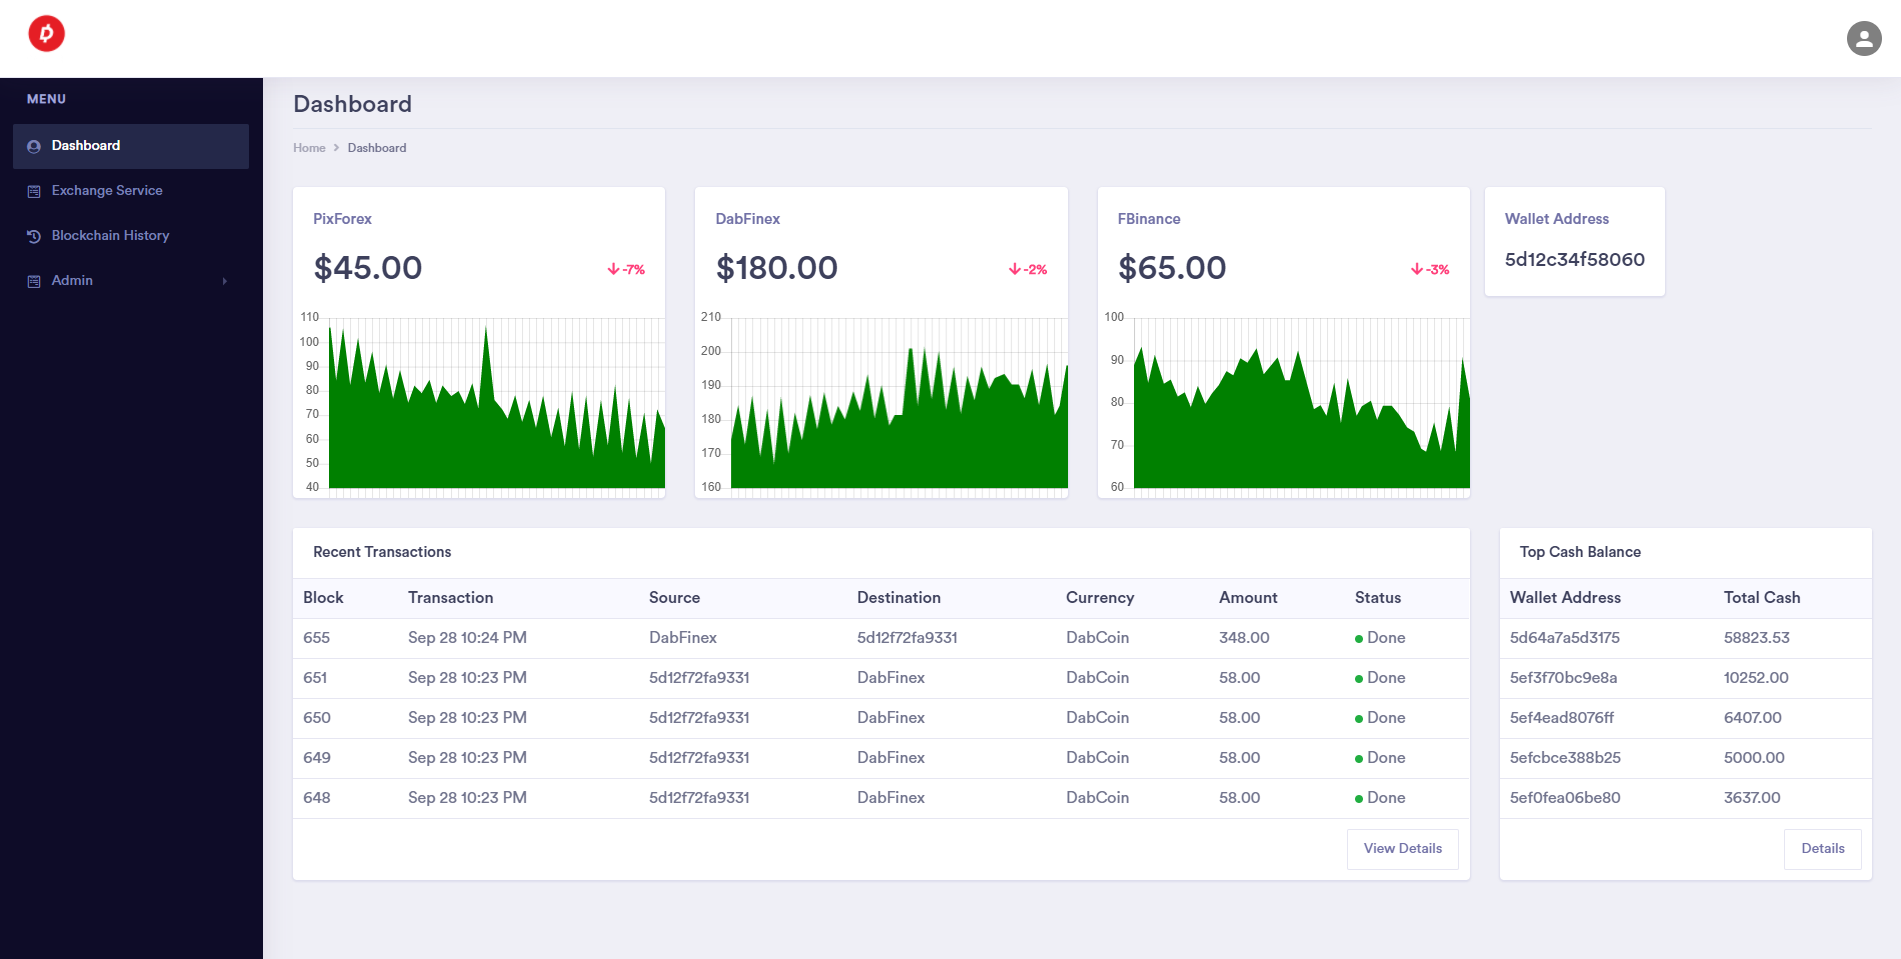 MENU
Dashboard
Exchange Service
Blockchain History
Admin
Dashboard
Home Dashboard
PixForex
$45.00 -7%
110
100
90
80
70
60
50
40
DabFinex
$180.00 -2%
210
200
190
180
170
160
FBinance
$65.00 -3%
100
90
80
70
60
Wallet Address
5d12c34f58060
Recent Transactions
Block Transaction Source Destination Currency Amount Status
655 Sep 28 10:24 PM DabFinex 5d12f72fa9331 DabCoin 348.00 Done
651 Sep 28 10:23 PM 5d12f72fa9331 DabFinex DabCoin 58.00 Done
650 Sep 28 10:23 PM 5d12f72fa9331 DabFinex DabCoin 58.00 Done
649 Sep 28 10:23 PM 5d12f72fa9331 DabFinex DabCoin 58.00 Done
648 Sep 28 10:23 PM 5d12f72fa9331 DabFinex DabCoin 58.00 Done
View Details
Top Cash Balance
Wallet Address Total Cash
5d64a7a5d3175 58823.53
5ef3f70bc9e8a 10252.00
5ef4ead8076ff 6407.00
5efcbce388b25 5000.00
5ef0fea06be80 3637.00
Details